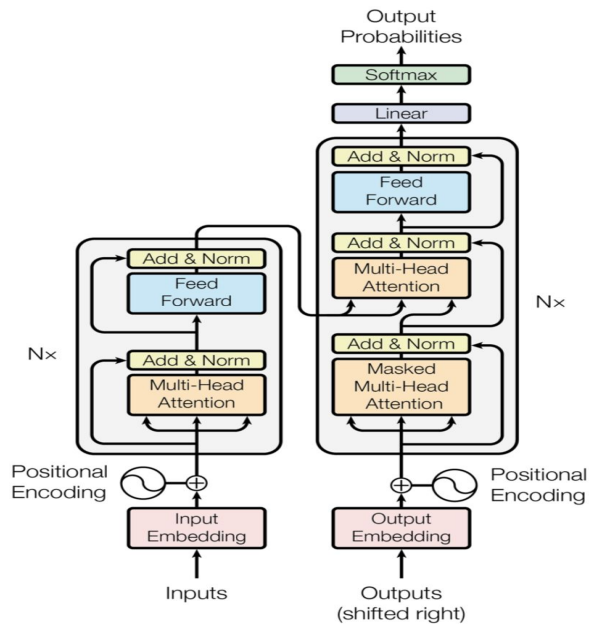 Output
Probabilities
Softmax
Linear
Add & Norm
Feed
Forward
Add & Norm
Multi-Head
Attention
Nx
Add & Norm
Masked
Multi-Head
Attention
Add & Norm
Feed
Forward
Nx
Add & Norm
Multi-Head
Attention
Positional
Encoding
Positional
Encoding
Input
Embedding
Output
Embedding
Inputs
Outputs
(shifted right)